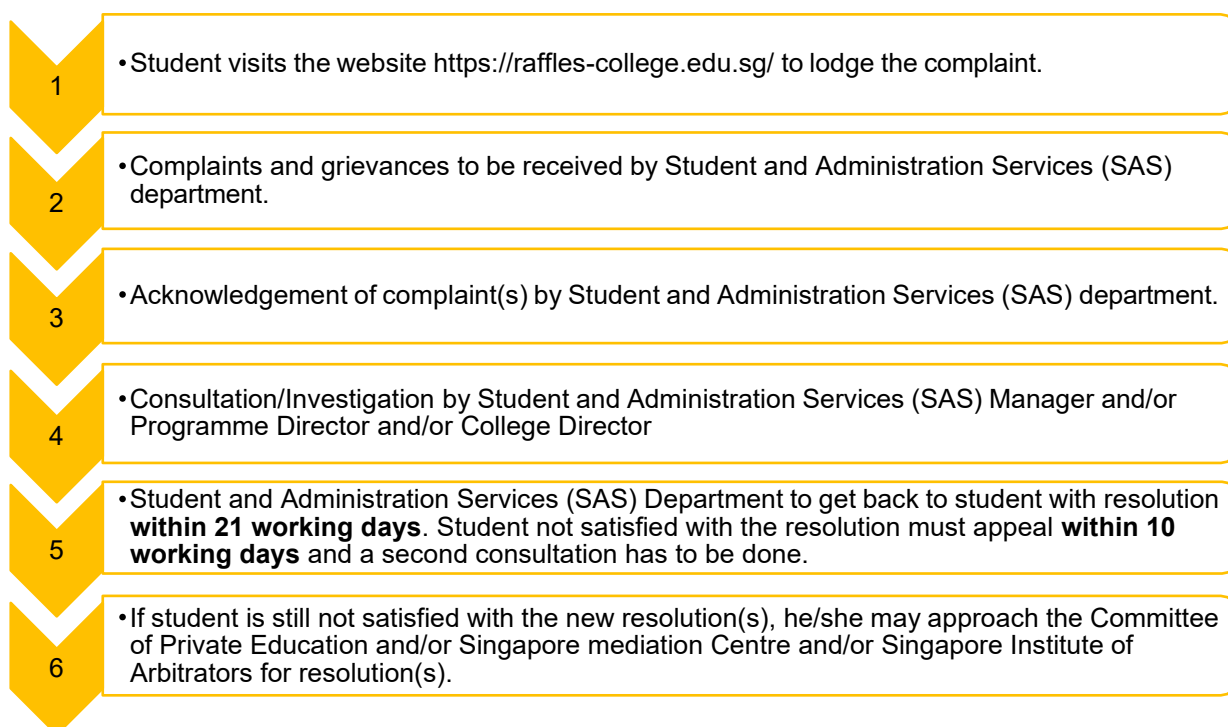 1
•Student visits the website https://raffles-college.edu.sg/ to lodge the complaint.
2
•Complaints and grievances to be received by Student and Administration Services (SAS)
department.
3
•Acknowledgement of complaint(s) by Student and Administration Services (SAS) department.
4
•Consultation/Investigation by Student and Administration Services (SAS) Manager and/or
Programme Director and/or College Director
5
•Student and Administration Services (SAS) Department to get back to student with resolution
within 21 working days. Student not satisfied with the resolution must appeal within 10
working days and a second consultation has to be done.
6
•If student is still not satisfied with the new resolution(s), he/she may approach the Committee
of Private Education and/or Singapore mediation Centre and/or Singapore Institute of
Arbitrators for resolution(s).